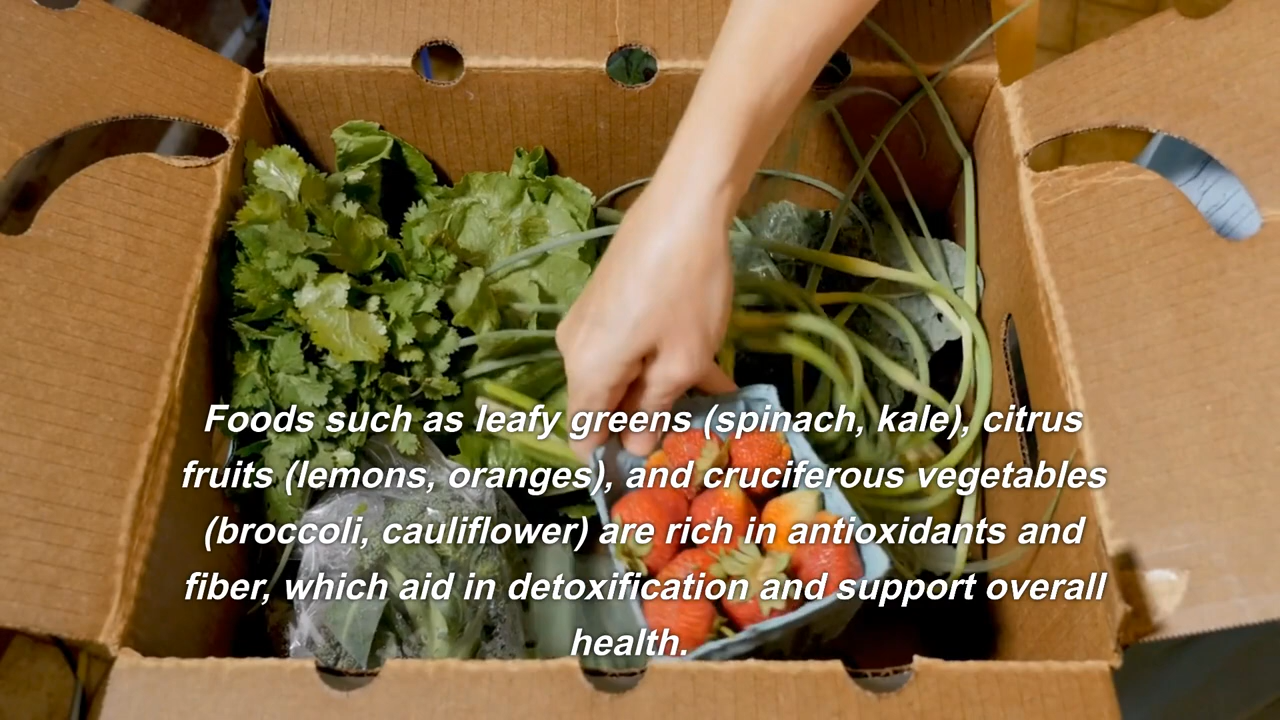 Foods such as leafy greens (spinach, kale), citrus
fruits (lemons, oranges), and cruciferous vegetables
(broccoli, cauliflower) are rich in antioxidants and
fiber, which aid in detoxification and support overall
health.